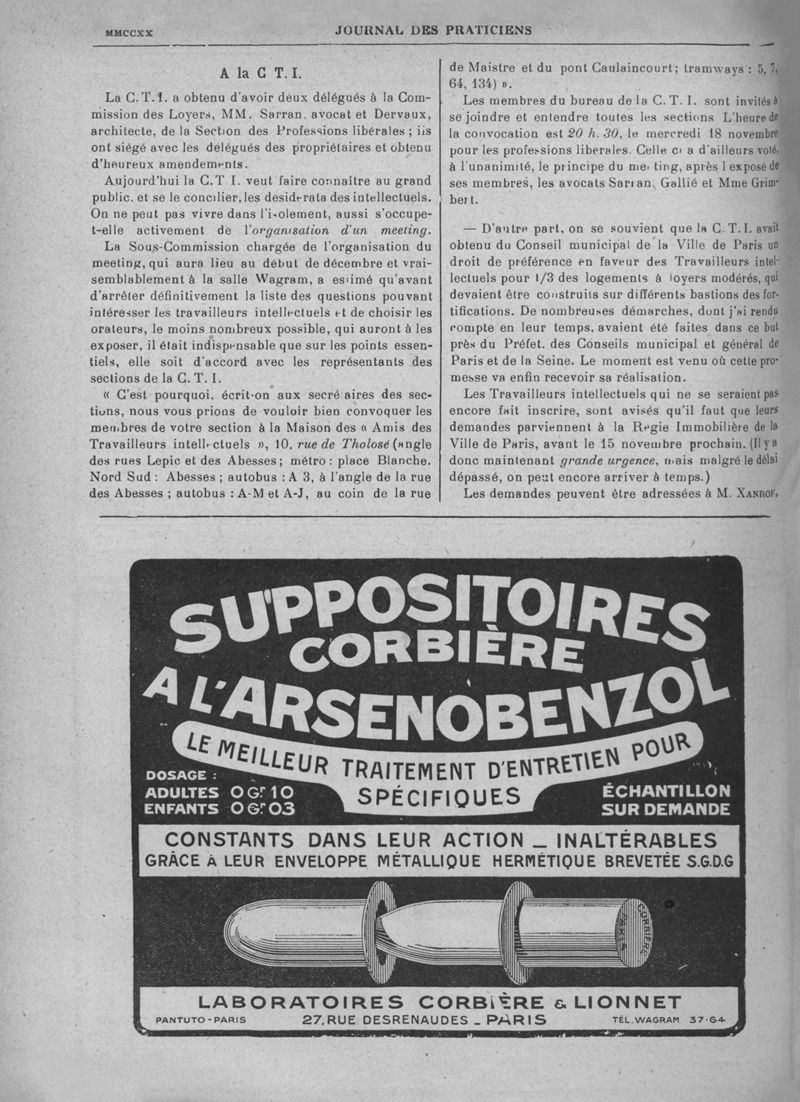 MMCCXX
JOURNAL DES PRATICIENS
A la C T. I.
La C. T. I. a obtenu d'avoir deux délégués à la Com-
mission des Loyers, MM. Sarran. avocat et Dervaux,
architecte, de la Section des Professions libérales ; iis
ont siégé avec les délégués des propriétaires et obtenu
d'heureux amendements.
Aujourd'hui la C.T I. veut faire connaître au grand
public. et se le concilier, les desiderata des intellectuels.
On ne peut pas vivre dans l'isolement, aussi s'occupe-
t-elle activement de l'organisation d'un meeting.
La Sous-Commission chargée de l'organisation du
meeting, qui aura lieu au début de décembre et vrai-
semblablement à la salle Wagram, a estimé qu'avant
d'arrêter définitivement la liste des questions pouvant
intéresser les travailleurs intellectuels et de choisir les
orateurs, le moins nombreux possible, qui auront à les
exposer, il était indispensable que sur les points essen-
tiels, elle soit d'accord avec les représentants des
sections de la C. T. I.
« C'est pourquoi, écrit-on aux secré aires des sec-
tions, nous vous prions de vouloir bien convoquer les
membres de votre section à la Maison des « Amis des
Travailleurs intellectuels », 10, rue de Tholosé (angle
des rues Lepic et des Abesses ; métro : place Blanche.
Nord Sud : Abesses ; autobus : A 3, à l'angle de la rue
des Abesses ; autobus : A-M et A-J, au coin de la rue
de Maistre et du pont Caulaincourt ; tramways : 5, 7,
64, 134) ».
Les membres du bureau de la C. T. I. sont invités à
se joindre et entendre toutes les sections L'heure de
la convocation est 20 h. 30, le mercredi 18 novembre
pour les professions liberales. Celle ci a d'ailleurs voté,
à l'unanimité, le principe du meeting, après l exposé de
ses membres, les avocats Sarran, Gallié et Mme Grim-
bert.
— D'autre part, on se souvient que la C. T. I. avait
obtenu du Conseil municipal de la Ville de Paris un
droit de préférence en faveur des Travailleurs intel-
lectuels pour 1/3 des logements à loyers modérés, qui
devaient être construits sur différents bastions des for-
tifications. De nombreuses démarches, dont j'ai rendu
compte en leur temps. avaient été faites dans ce but
près du Préfet. des Conseils municipal et général de
Paris et de la Seine. Le moment est venu où cette pro-
messe va enfin recevoir sa réalisation.
Les Travailleurs intellectuels qui ne se seraient pas
encore fait inscrire, sont avisés qu'il faut que leurs
demandes parviennent à la Regie Immobilière de la
Ville de Paris, avant le 15 novembre prochain. (Il y a
donc maintenant grande urgence, mais malgré le délai
dépassé, on peut encore arriver à temps.)
Les demandes peuvent être adressées à M. XANROF,
SUPPOSITOIRES
CORBIÈRE
A L'ARSENOBENZOL
LE MEILLEUR TRAITEMENT D'ENTRETIEN POUR
SPÉCIFIQUES
DOSAGE :
ADULTES 0 Gr 10
ENFANTS 0 Gr 03
ÉCHANTILLON
SUR DEMANDE
CONSTANTS DANS LEUR ACTION _ INALTÉRABLES
GRÂCE À LEUR ENVELOPPE MÉTALLIQUE HERMÉTIQUE BREVETÉE S.G.D.G
CORBIÈRE
PARIS
LABORATOIRES CORBIÈRE & LIONNET
PANTUTO-PARIS
27, RUE DESRENAUDES _ PARIS
TÉL. WAGRAM 37-64